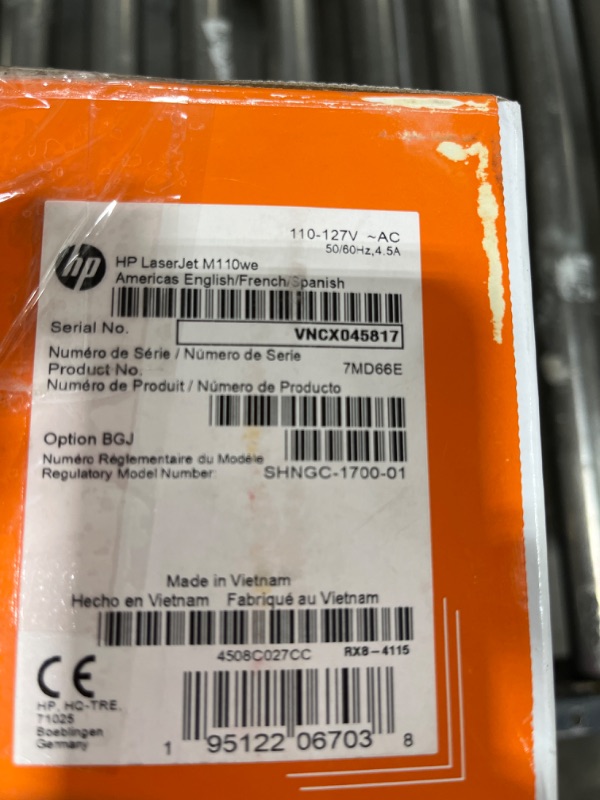 110-127V ~AC
50/60Hz,4.5A
hp
HP LaserJet M110we
Americas English/French/Spanish
Serial No. VNCX045817
Numéro de Série / Número de Serie
Product No. 7MD66E
Numéro de Produit / Número de Producto
Option BGJ
Numéro Réglementaire du Modèle
Regulatory Model Number SHNGC-1700-01
Made in Vietnam
Hecho en Vietnam Fabriqué au Vietnam
4508C027CC RX8-4115
CE
HP, HQ-TRE,
71025
Boeblingen
Germany
1 95122 06703 8